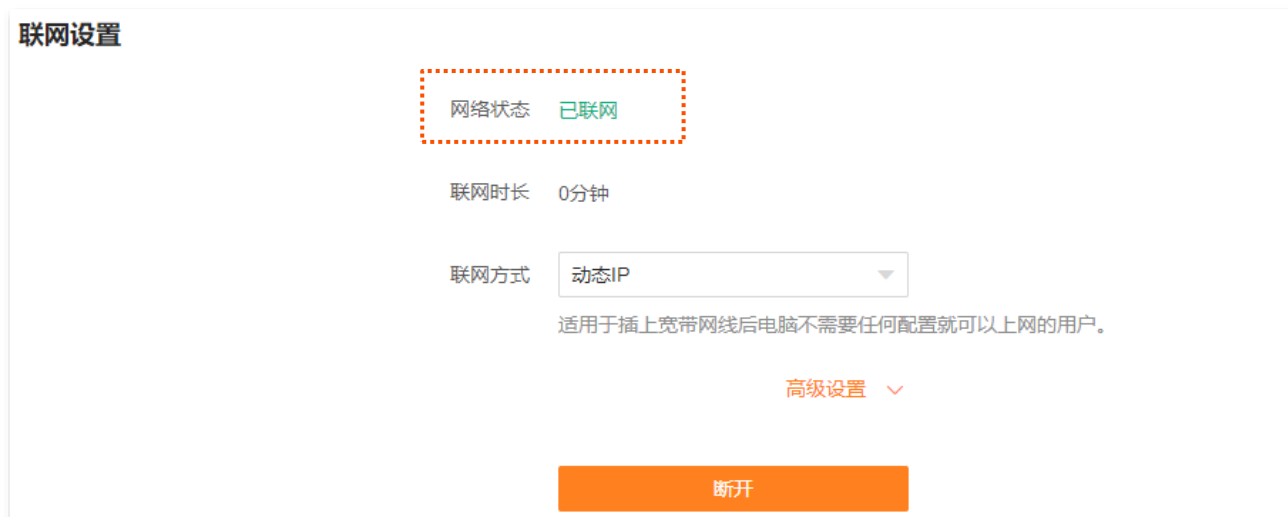 联网设置
网络状态 已联网
联网时长 0分钟
联网方式 动态IP
适用于插上宽带网线后电脑不需要任何配置就可以上网的用户。
高级设置
断开